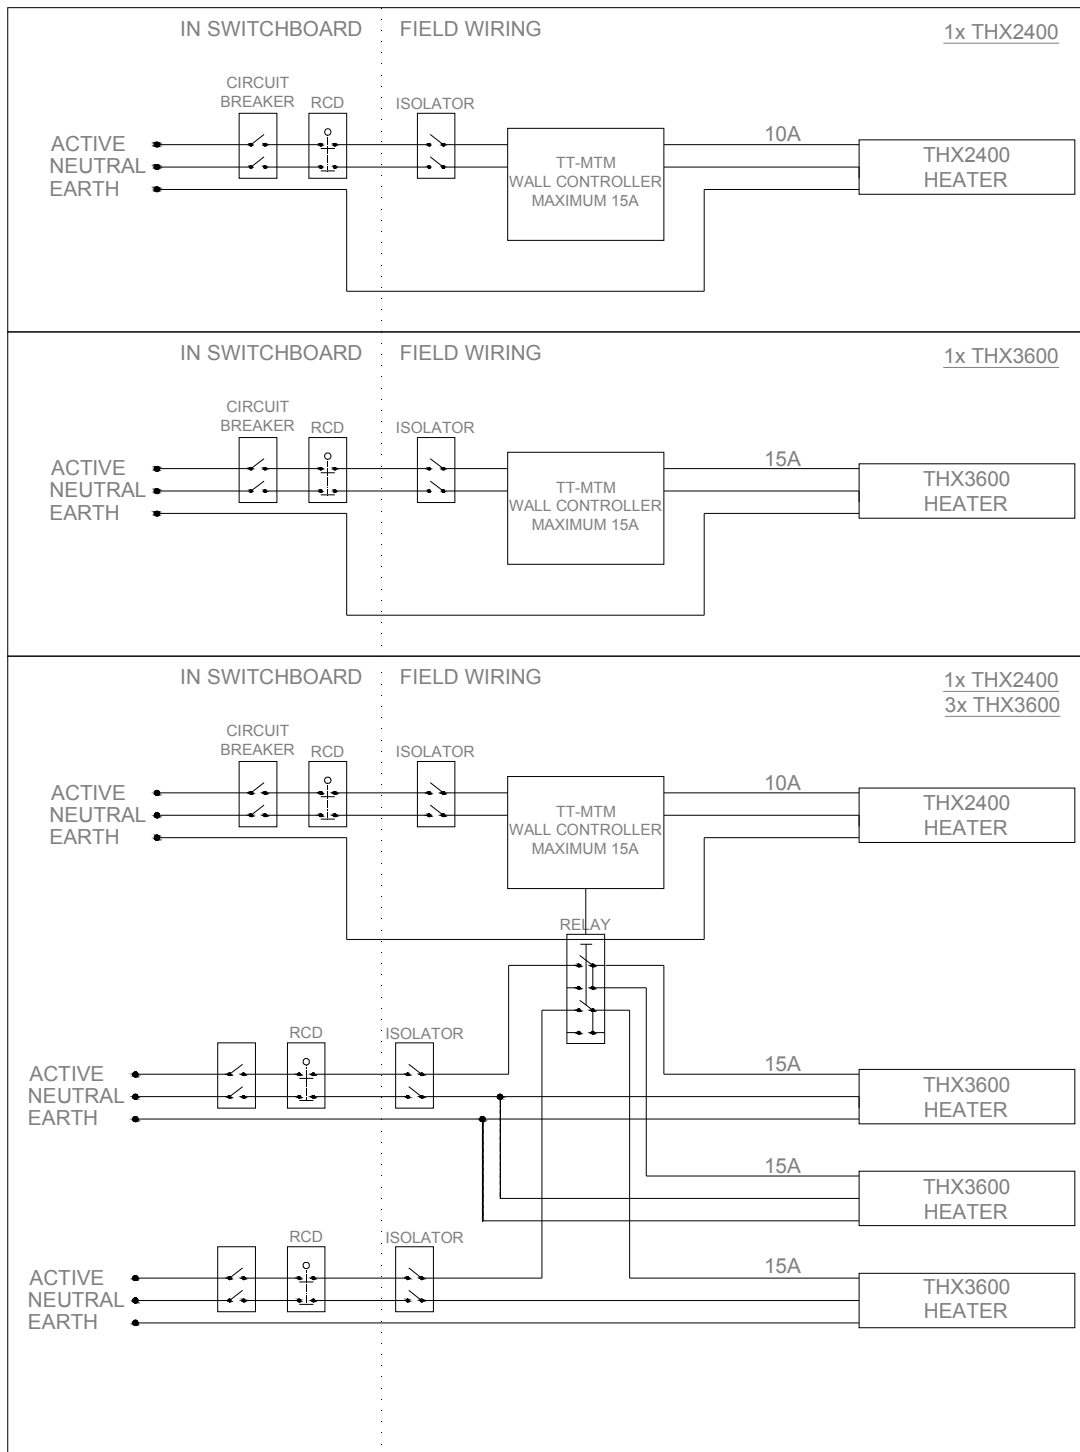 IN SWITCHBOARD
FIELD WIRING
1x THX2400
CIRCUIT
BREAKER
RCD
ISOLATOR
ACTIVE
NEUTRAL
EARTH
TT-MTM
WALL CONTROLLER
MAXIMUM 15A
10A
THX2400
HEATER
IN SWITCHBOARD
FIELD WIRING
1x THX3600
CIRCUIT
BREAKER
RCD
ISOLATOR
ACTIVE
NEUTRAL
EARTH
TT-MTM
WALL CONTROLLER
MAXIMUM 15A
15A
THX3600
HEATER
IN SWITCHBOARD
FIELD WIRING
1x THX2400
3x THX3600
CIRCUIT
BREAKER
RCD
ISOLATOR
ACTIVE
NEUTRAL
EARTH
TT-MTM
WALL CONTROLLER
MAXIMUM 15A
10A
THX2400
HEATER
RELAY
RCD
ISOLATOR
ACTIVE
NEUTRAL
EARTH
15A
THX3600
HEATER
15A
THX3600
HEATER
RCD
ISOLATOR
ACTIVE
NEUTRAL
EARTH
15A
THX3600
HEATER